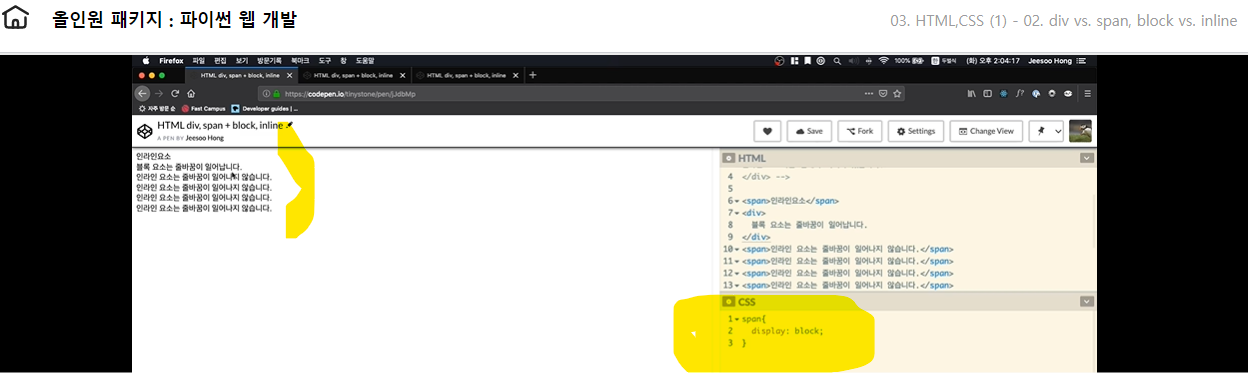 올인원 패키지 : 파이썬 웹 개발
03. HTML,CSS (1) - 02. div vs. span, block vs. inline
Firefox 파일 편집 보기 방문기록 북마크 도구 창 도움말
100% 두벌식 (화) 오후 2:04:17 Jeesoo Hong
HTML div, span + block, inline
HTML div, span + block, inline
HTML div, span + block, inline
https://codepen.io/tinystone/pen/jJdbMp
자주 방문 순 Fast Campus Developer guides | ...
HTML div, span + block, inline
A PEN BY Jeesoo Hong
Save Fork Settings Change View
인라인요소
블록 요소는 줄바꿈이 일어납니다.
인라인 요소는 줄바꿈이 일어나지 않습니다.
인라인 요소는 줄바꿈이 일어나지 않습니다.
인라인 요소는 줄바꿈이 일어나지 않습니다.
인라인 요소는 줄바꿈이 일어나지 않습니다.
HTML
4 </div> -->
5
6 <span>인라인요소</span>
7 <div>
8 블록 요소는 줄바꿈이 일어납니다.
9 </div>
10 <span>인라인 요소는 줄바꿈이 일어나지 않습니다.</span>
11 <span>인라인 요소는 줄바꿈이 일어나지 않습니다.</span>
12 <span>인라인 요소는 줄바꿈이 일어나지 않습니다.</span>
13 <span>인라인 요소는 줄바꿈이 일어나지 않습니다.</span>
CSS
1 span{
2 display: block;
3 }